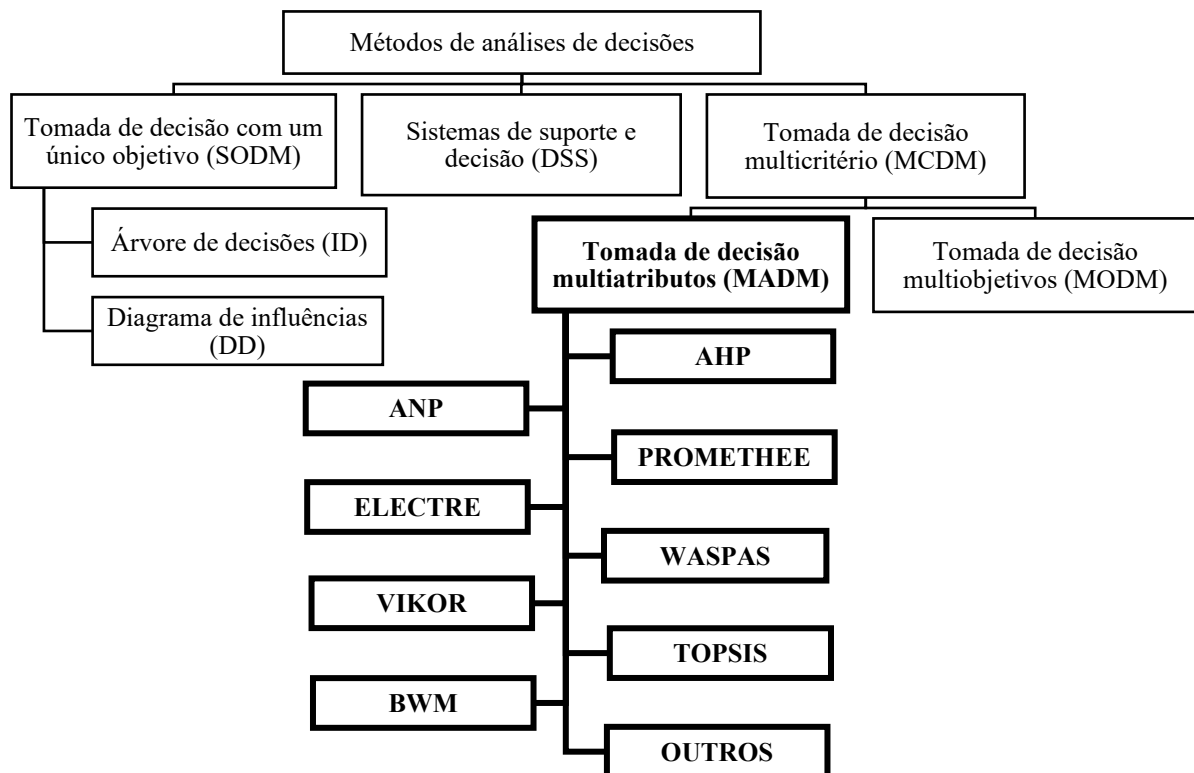 Métodos de análises de decisões
Tomada de decisão com um
único objetivo (SODM)
Sistemas de suporte e
decisão (DSS)
Tomada de decisão
multicritério (MCDM)
Árvore de decisões (ID)
Diagrama de influências
(DD)
Tomada de decisão
multiatributos (MADM)
Tomada de decisão
multiobjetivos (MODM)
AHP
ANP
PROMETHEE
ELECTRE
WASPAS
VIKOR
TOPSIS
BWM
OUTROS